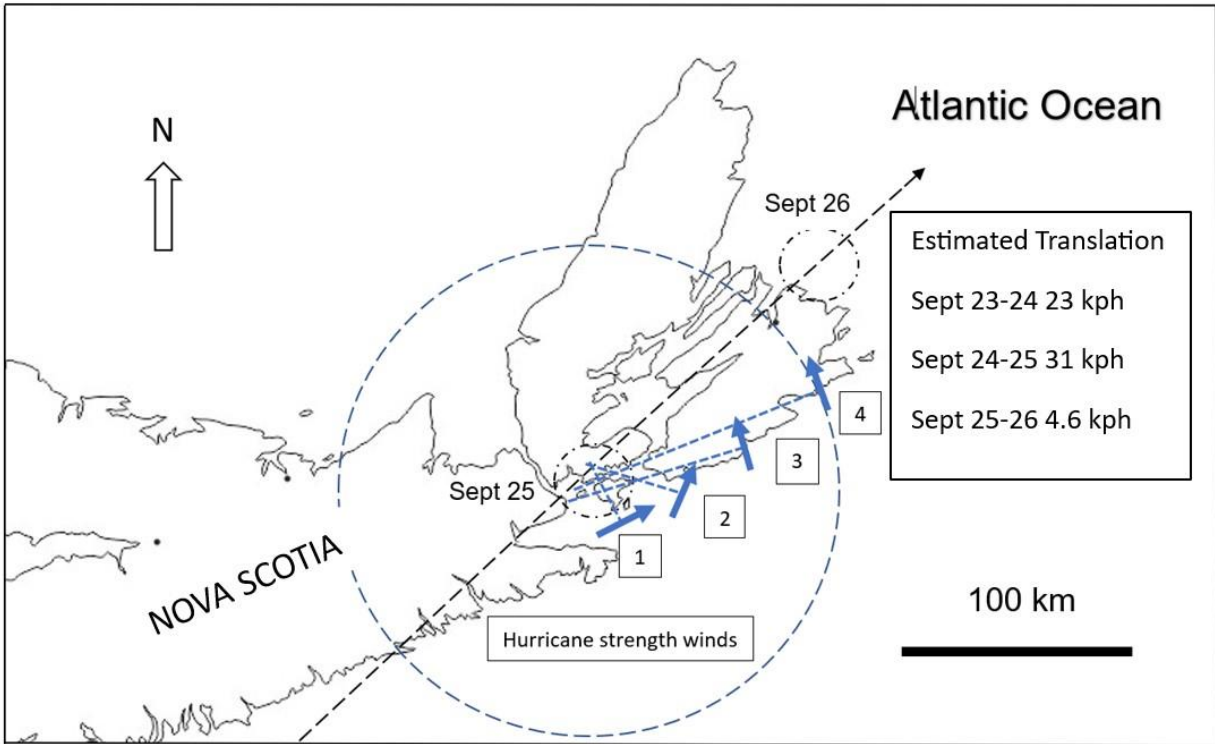 Atlantic Ocean
N
Sept 26
Estimated Translation
Sept 23-24 23 kph
Sept 24-25 31 kph
Sept 25-26 4.6 kph
4
3
Sept 25
2
1
NOVA SCOTIA
100 km
Hurricane strength winds